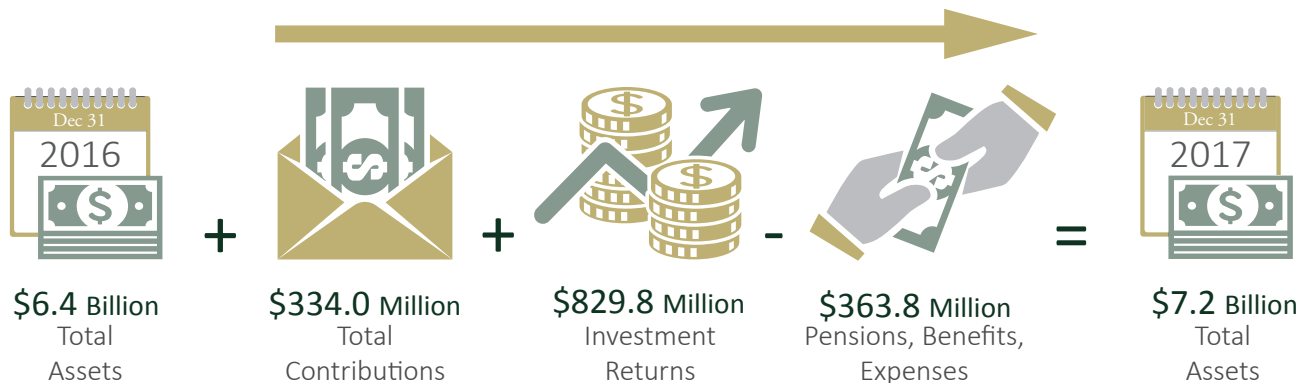 Dec 31
2016
+
+
-
=
Dec 31
2017
$6.4 Billion
Total
Assets
$334.0 Million
Total
Contributions
$829.8 Million
Investment
Returns
$363.8 Million
Pensions, Benefits,
Expenses
$7.2 Billion
Total
Assets